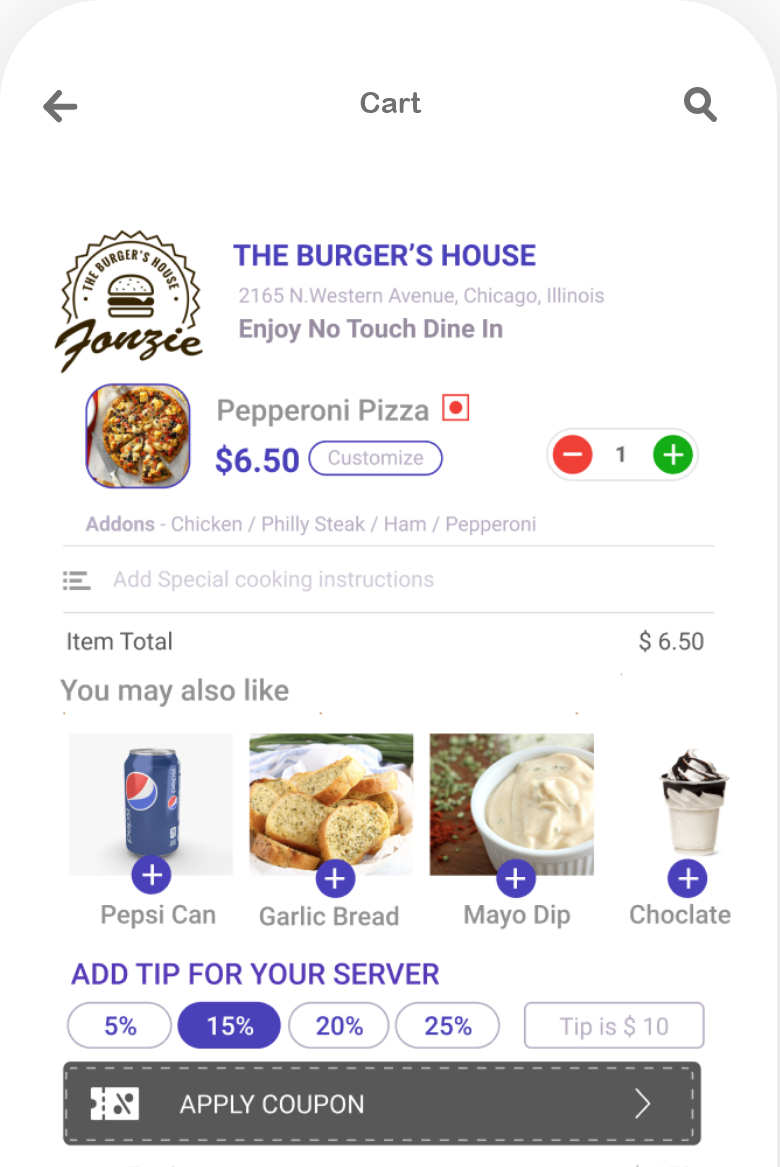 Cart
THE BURGER'S HOUSE
Fonzie
THE BURGER’S HOUSE
2165 N.Western Avenue, Chicago, Illinois
Enjoy No Touch Dine In
Pepperoni Pizza
$6.50 Customize 1
Addons - Chicken / Philly Steak / Ham / Pepperoni
Add Special cooking instructions
Item Total $ 6.50
You may also like
pepsi pepsi
Pepsi Can Garlic Bread Mayo Dip Choclate
ADD TIP FOR YOUR SERVER
5% 15% 20% 25% Tip is $ 10
APPLY COUPON